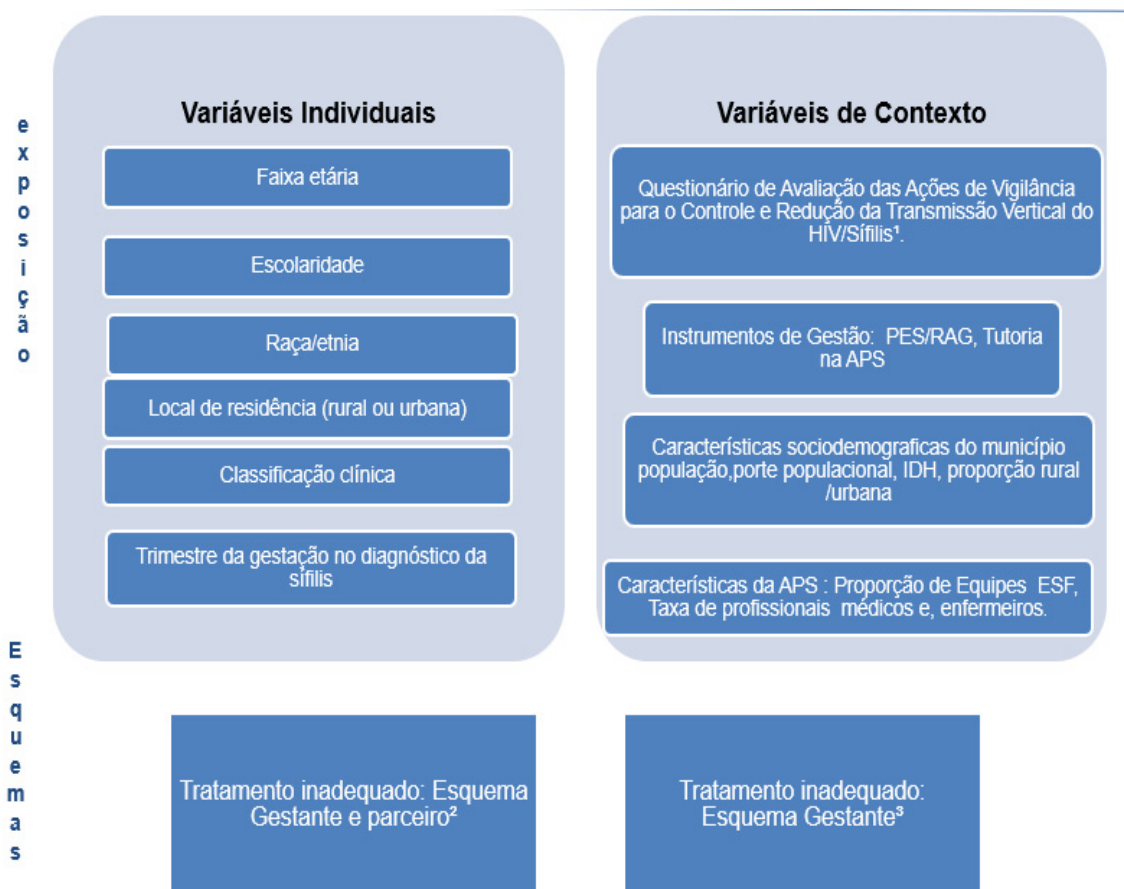 exposição
Variáveis Individuais
Faixa etária
Escolaridade
Raça/etnia
Local de residência (rural ou urbana)
Classificação clínica
Trimestre da gestação no diagnóstico da
sífilis
Variáveis de Contexto
Questionário de Avaliação das Ações de Vigilância
para o Controle e Redução da Transmissão Vertical do
HIV/Sífilis¹.
Instrumentos de Gestão: PES/RAG, Tutoria
na APS
Características sociodemograficas do município
população,porte populacional, IDH, proporção rural
/urbana
Características da APS : Proporção de Equipes ESF,
Taxa de profissionais médicos e, enfermeiros.
Esquemas
Tratamento inadequado: Esquema
Gestante e parceiro²
Tratamento inadequado:
Esquema Gestante³